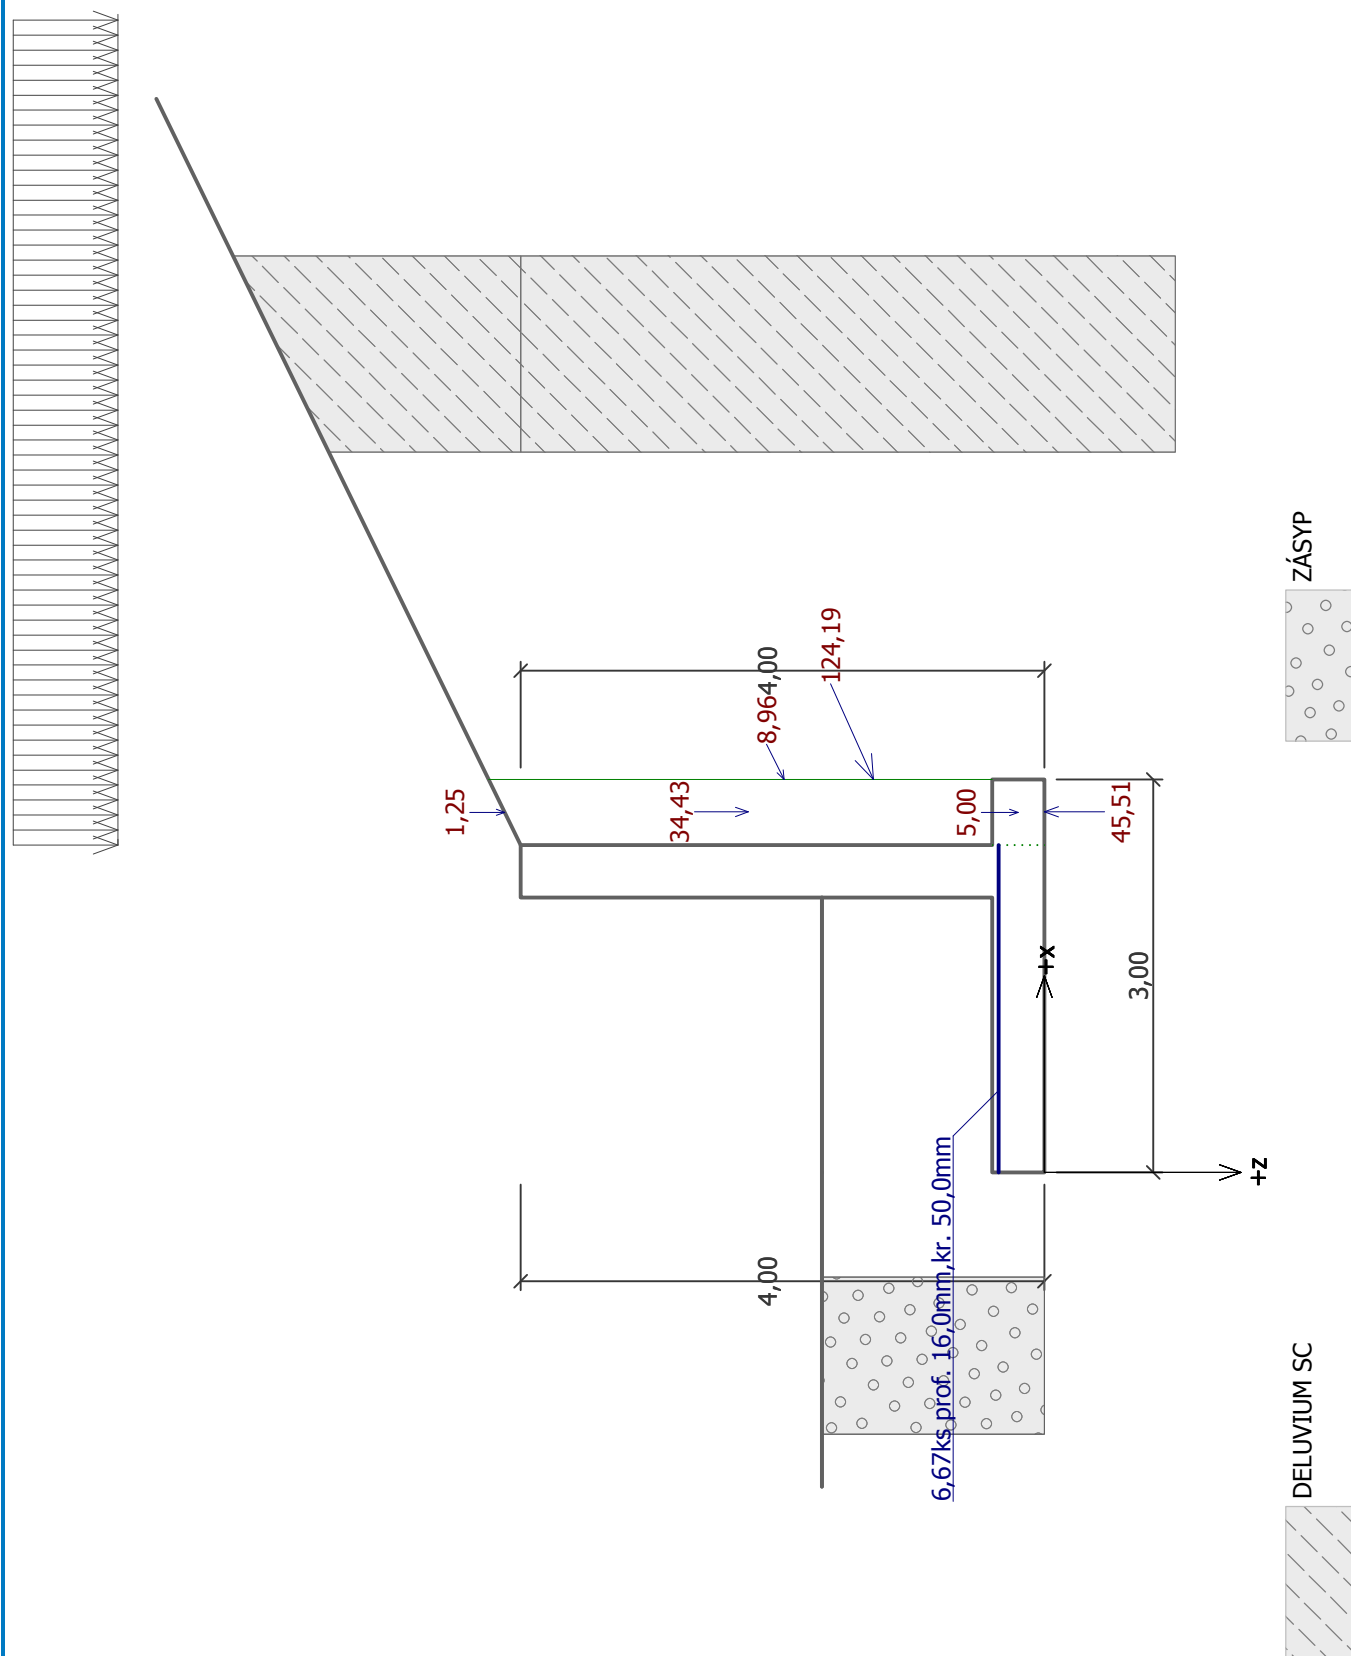 1,25
34,43
8,96
4,00
124,19
5,00
45,51
3,00
+x
+z
4,00
6,67ks prof. 16,0mm,kr. 50,0mm
ZÁSYP
DELUVIUM SC